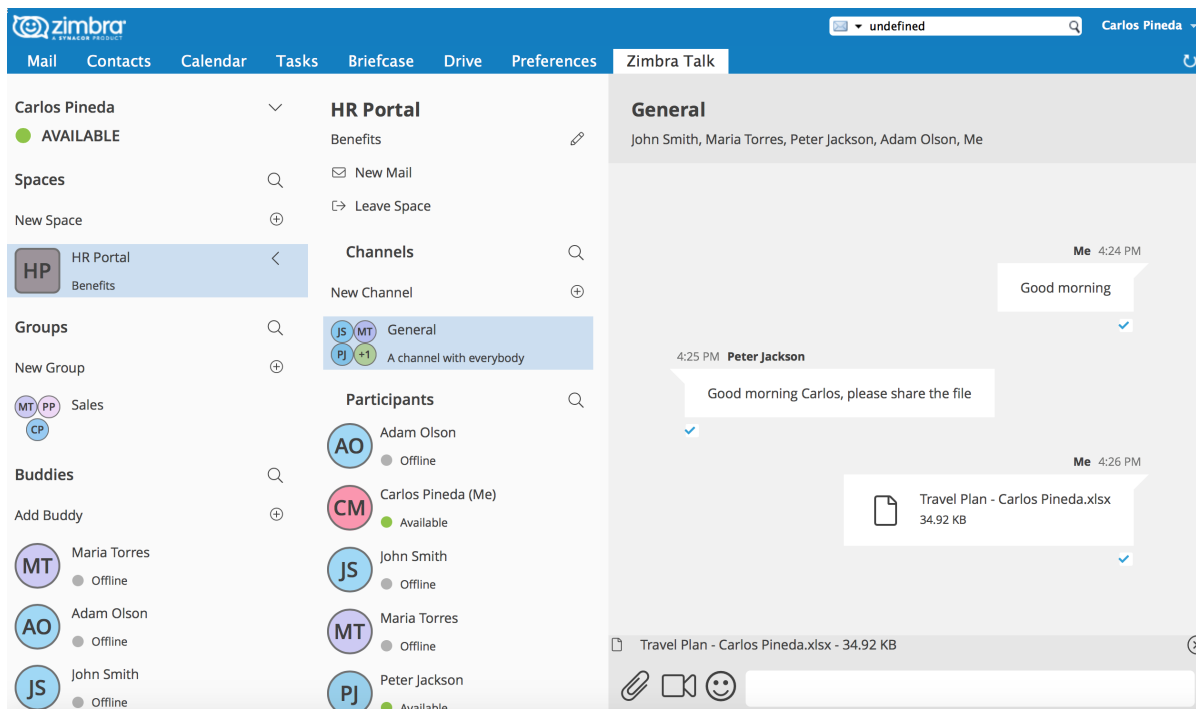 zimbra
A SYNACOR PRODUCT
undefined
Carlos Pineda
Mail Contacts Calendar Tasks Briefcase Drive Preferences Zimbra Talk
Carlos Pineda
AVAILABLE
Spaces
New Space
HP
HR Portal
Benefits
Groups
New Group
MT PP
CP
Sales
Buddies
Add Buddy
MT
Maria Torres
Offline
AO
Adam Olson
Offline
JS
John Smith
Offline
HR Portal
Benefits
New Mail
Leave Space
Channels
New Channel
JS MT
PJ +1
General
A channel with everybody
Participants
AO
Adam Olson
Offline
CM
Carlos Pineda (Me)
Available
JS
John Smith
Offline
MT
Maria Torres
Offline
PJ
Peter Jackson
Available
General
John Smith, Maria Torres, Peter Jackson, Adam Olson, Me
Me 4:24 PM
Good morning
4:25 PM Peter Jackson
Good morning Carlos, please share the file
Me 4:26 PM
Travel Plan - Carlos Pineda.xlsx
34.92 KB
Travel Plan - Carlos Pineda.xlsx - 34.92 KB